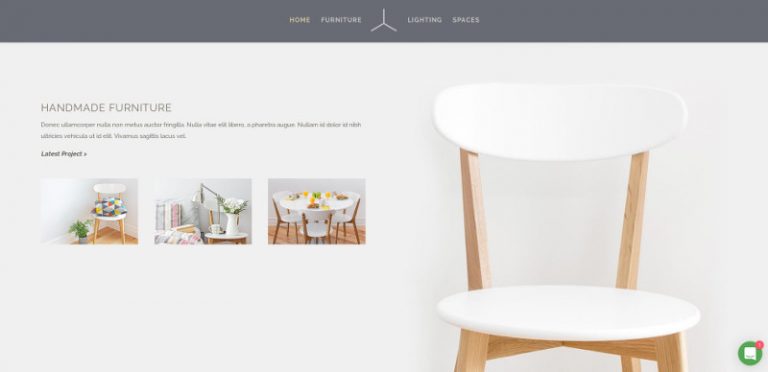 HOME FURNITURE LIGHTING SPACES
HANDMADE FURNITURE
Donec ullamcorper nulla non metus auctor fringilla. Nulla vitae elit libero, a pharetra augue. Nullam id dolor id nibh
ultricies vehicula ut id elit. Vivamus sagittis lacus vel.
Latest Project »
1